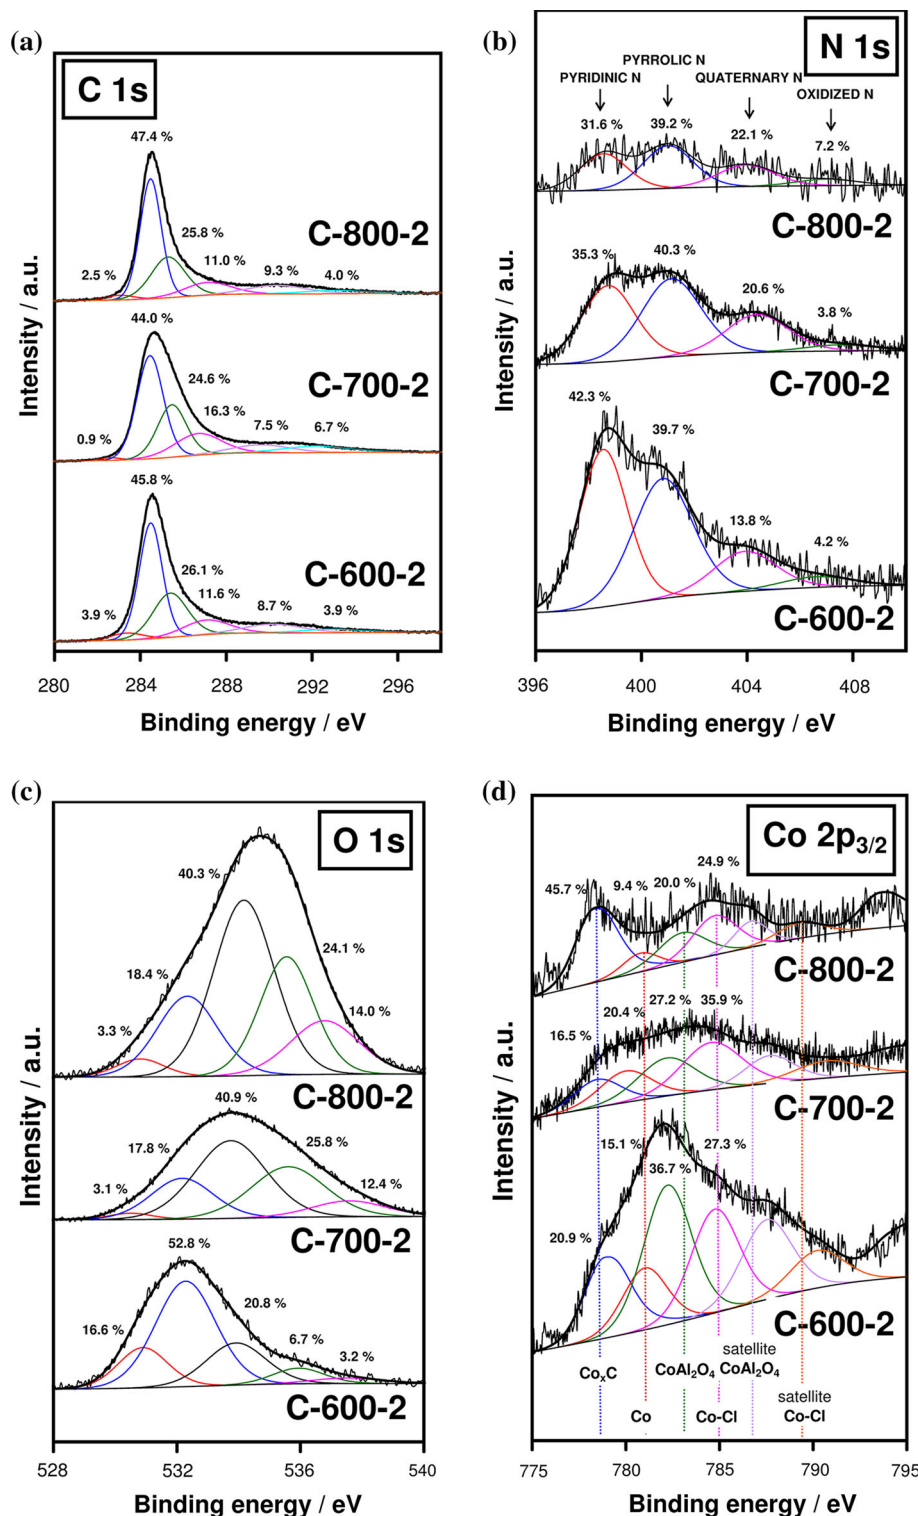 (a)
C 1s
47.4 %
25.8 %
11.0 %
2.5 %
9.3 %
4.0 %
C-800-2
44.0 %
24.6 %
16.3 %
0.9 %
7.5 %
6.7 %
C-700-2
45.8 %
26.1 %
11.6 %
3.9 %
8.7 %
3.9 %
C-600-2
Intensity / a.u.
280 284 288 292 296
Binding energy / eV
(b)
N 1s
PYRIDINIC N
PYRROLIC N
QUATERNARY N
OXIDIZED N
31.6 %
39.2 %
22.1 %
7.2 %
C-800-2
35.3 %
40.3 %
20.6 %
3.8 %
C-700-2
42.3 %
39.7 %
13.8 %
4.2 %
C-600-2
Intensity / a.u.
396 400 404 408
Binding energy / eV
(c)
O 1s
40.3 %
24.1 %
18.4 %
14.0 %
3.3 %
C-800-2
40.9 %
17.8 %
25.8 %
3.1 %
12.4 %
C-700-2
52.8 %
16.6 %
20.8 %
6.7 %
3.2 %
C-600-2
Intensity / a.u.
528 532 536 540
Binding energy / eV
(d)
Co 2p3/2
45.7 %
9.4 %
20.0 %
24.9 %
C-800-2
16.5 %
20.4 %
27.2 %
35.9 %
C-700-2
20.9 %
15.1 %
36.7 %
27.3 %
C-600-2
CoxC
Co
CoAl2O4
Co-Cl
satellite
CoAl2O4
satellite
Co-Cl
Intensity / a.u.
775 780 785 790 795
Binding energy / eV